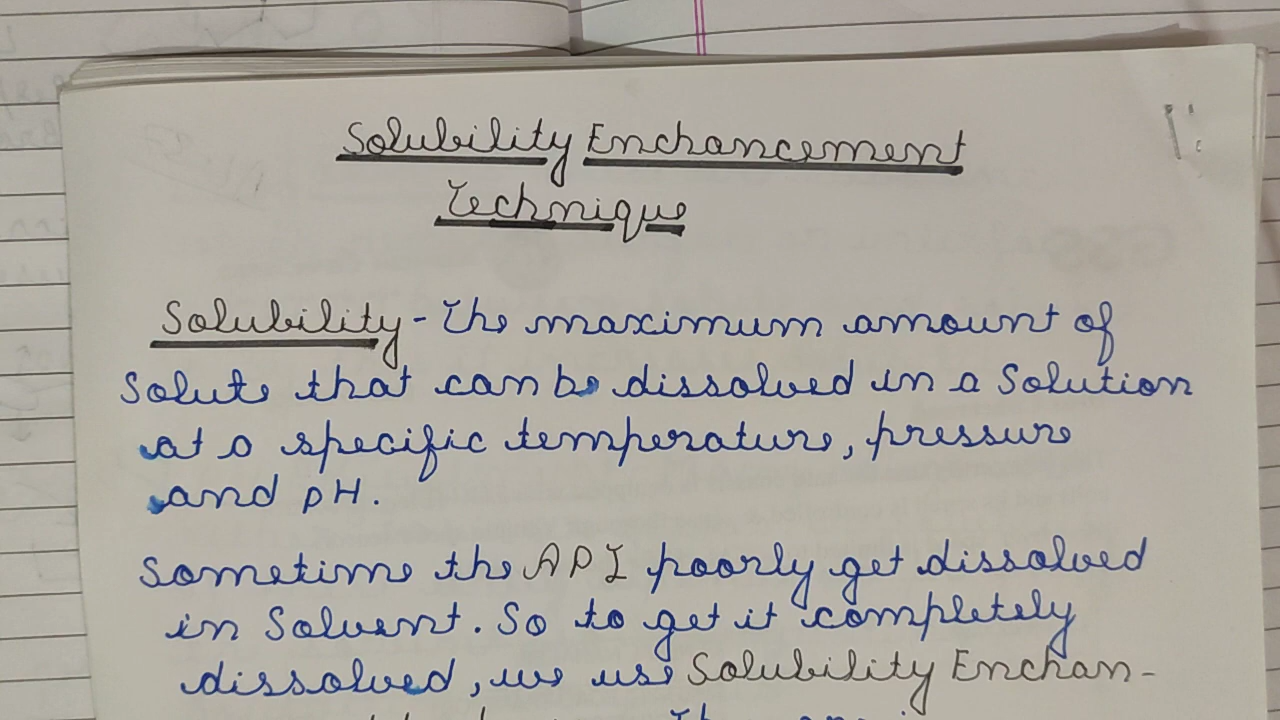 Solubility Enchancement
Technique
Solubility - The maximum amount of
Solute that can be dissolved in a Solution
at a specific temperature, pressure
and pH.
Sometime the API poorly get dissolved
in Solvent. So to get it completely
dissolved, we use Solubility Enchan-